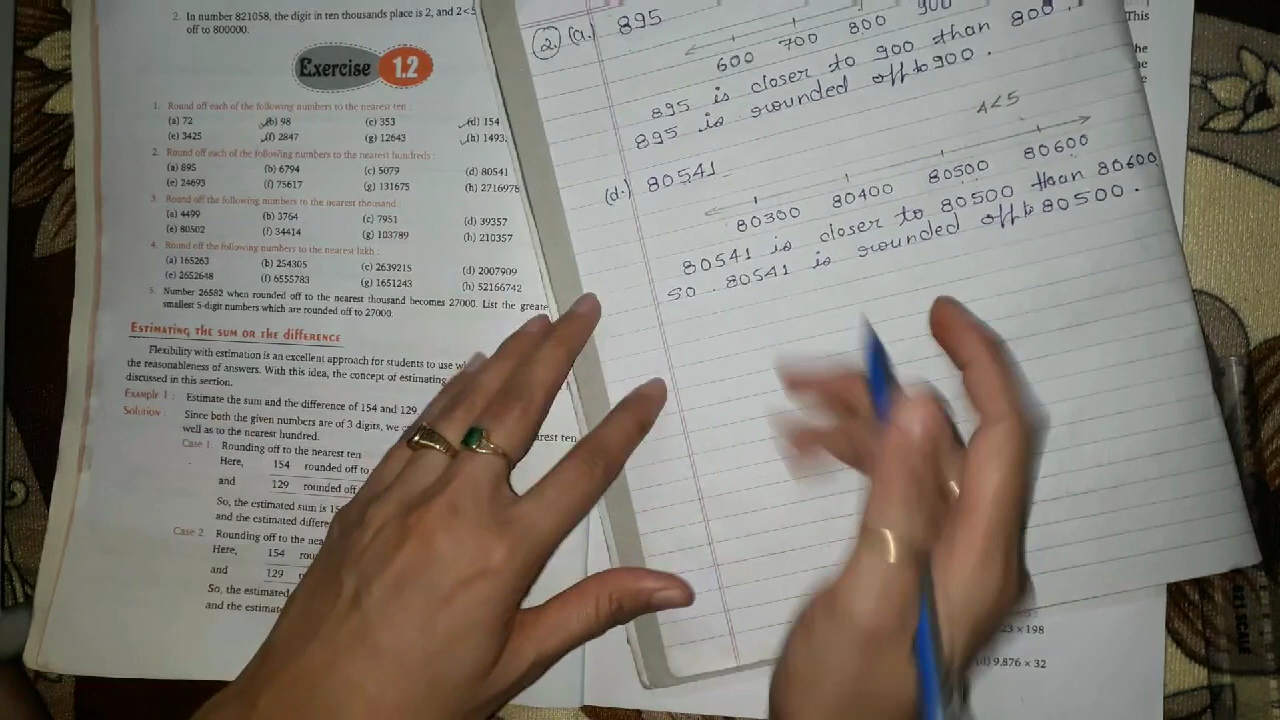 2. In number 821058, the digit in ten thousands place is 2, and 2<5
off to 800000.
Exercise 1.2
1. Round off each of the following numbers to the nearest ten :
(a) 72 (b) 98 (c) 353 (d) 154
(e) 3425 (f) 2847 (g) 12643 (h) 1493.
2. Round off each of the following numbers to the nearest hundreds :
(a) 895 (b) 6794 (c) 5079 (d) 80541
(e) 24693 (f) 75617 (g) 131675 (h) 2716978
3. Round off the following numbers to the nearest thousand :
(a) 4499 (b) 3764 (c) 7951 (d) 39357
(e) 80502 (f) 34414 (g) 103789 (h) 210357
4. Round off the following numbers to the nearest lakh :
(a) 165263 (b) 254305 (c) 2639215 (d) 2007909
(e) 2652648 (f) 6555783 (g) 1651243 (h) 52166742
5. Number 26582 when rounded off to the nearest thousand becomes 27000. List the greate
smallest 5-digit numbers which are rounded off to 27000.
ESTIMATING THE SUM OR THE DIFFERENCE
Flexibility with estimation is an excellent approach for students to use
the reasonableness of answers. With this idea, the concept of estimating
discussed in this section.
EXAMPLE 1 : Estimate the sum and the difference of 154 and 129
Solution : Since both the given numbers are of 3 digits, we
well as to the nearest hundred. arest ten
Case 1. Rounding off to the nearest ten
Here, 154 rounded off to
and 129 rounded off
So, the estimated sum is 15
and the estimated differe
Case 2. Rounding off to the nea
Here, 154 rou
and 129
So, the estimated
and the estimat
2. (a.) 895
600 700 800 900
895 is closer to 900 than 800.
895 is rounded off to 900.
4<5
(d.) 80541
80300 80400 80500 80600
80541 is closer to 80500 than 80600
So. 80541 is rounded off to 80500.
This
he
23 × 198
(d) 9,876 × 32